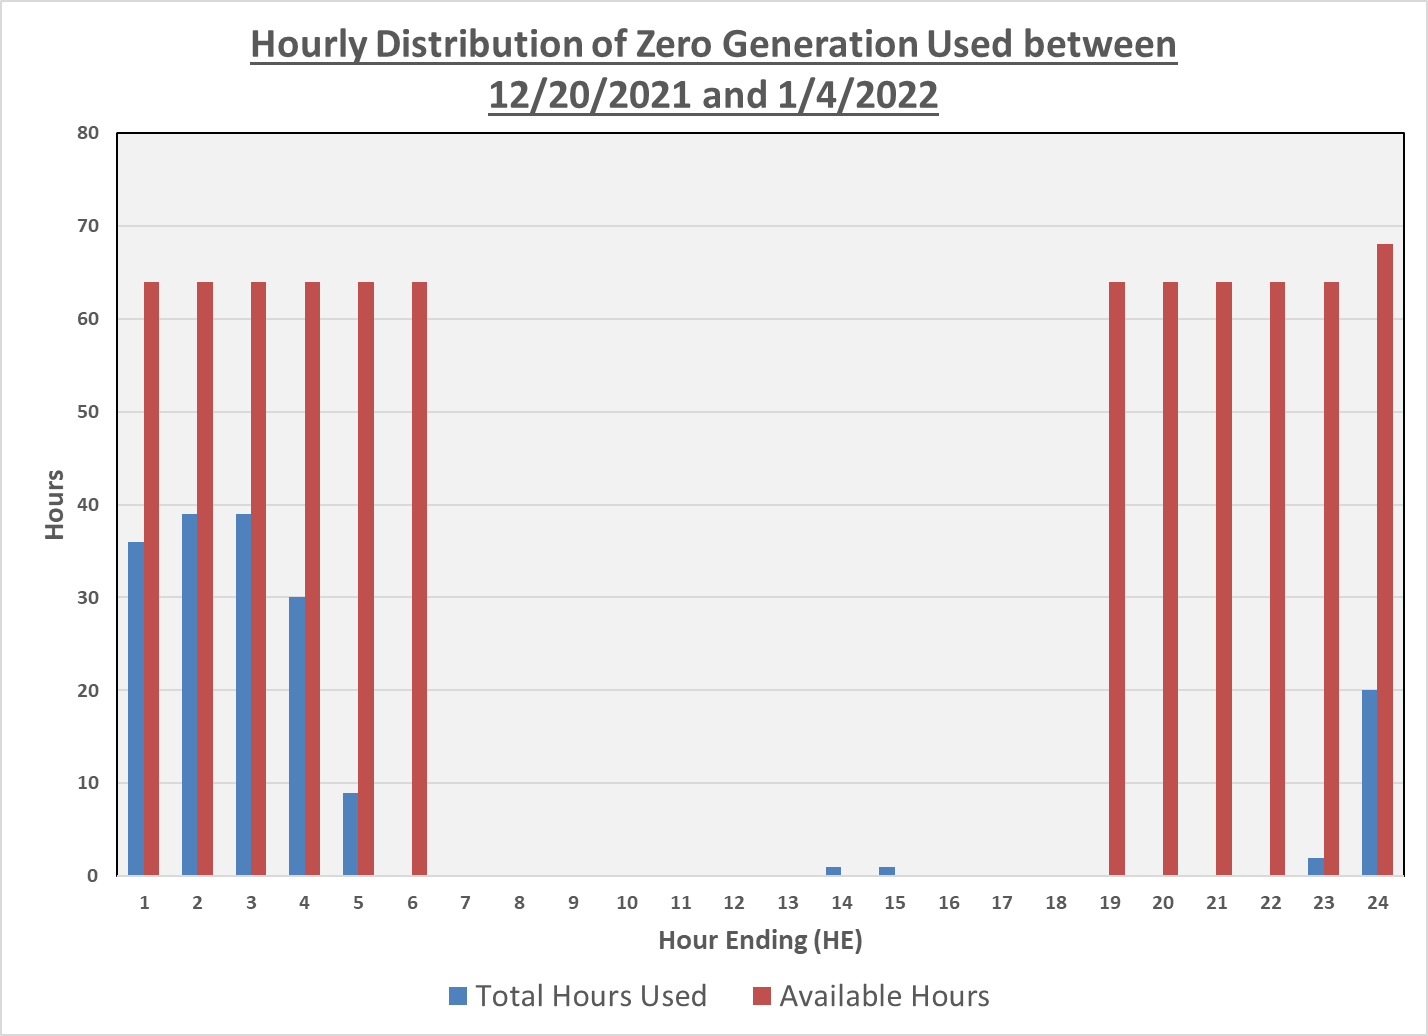 Hourly Distribution of Zero Generation Used between
12/20/2021 and 1/4/2022
80
70
60
50
40
30
20
10
0
Hours
1 2 3 4 5 6 7 8 9 10 11 12 13 14 15 16 17 18 19 20 21 22 23 24
Hour Ending (HE)
Total Hours Used Available Hours